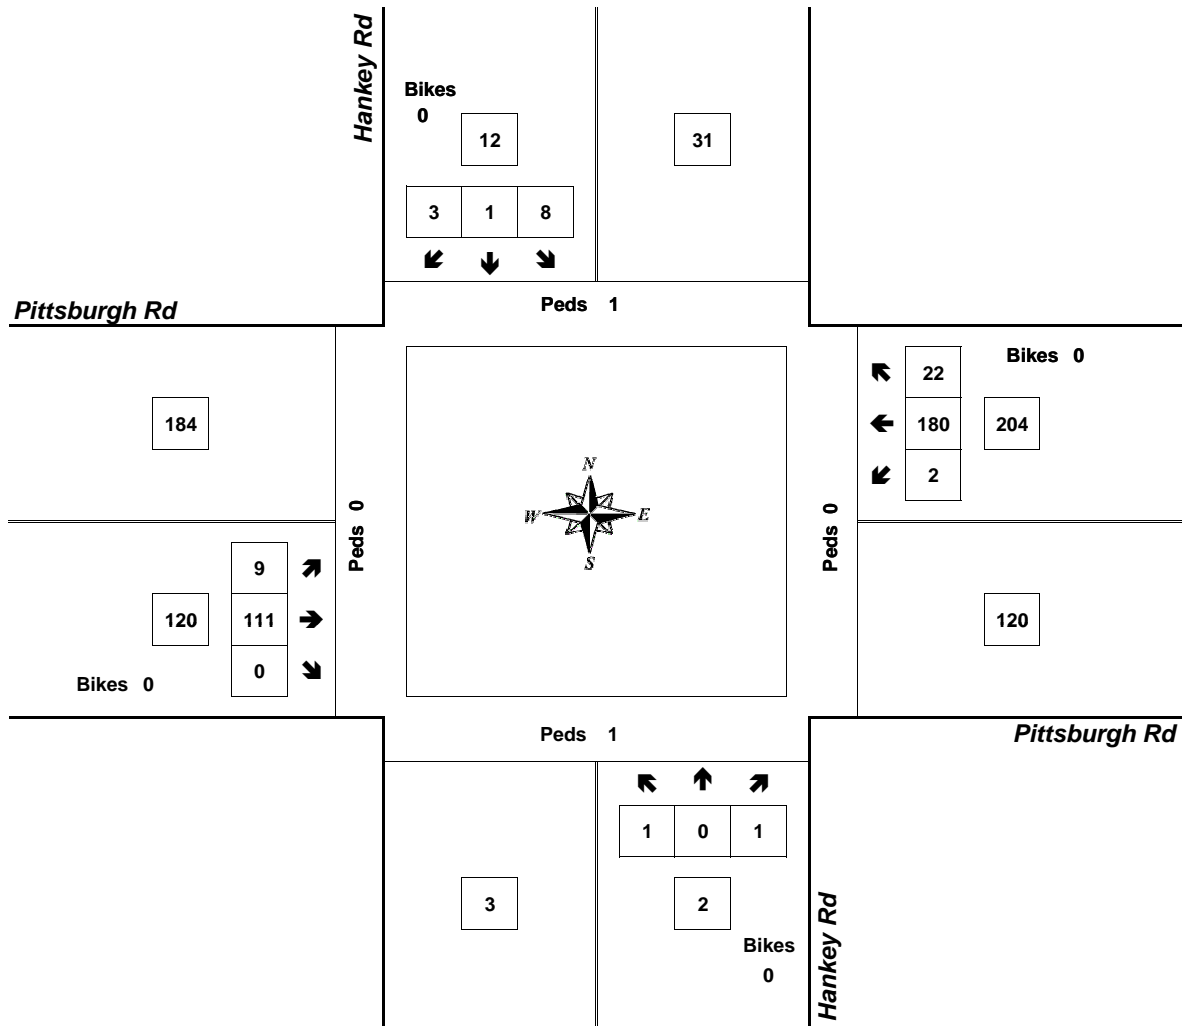 Hankey Rd
Bikes
0
12
31
3 1 8
Peds 1
Pittsburgh Rd
22
Bikes 0
184
180 204
2
N
W E
S
Peds 0
Peds 0
9
120 111
0
Bikes 0
120
Peds 1
Pittsburgh Rd
1 0 1
3
2
Bikes
0
Hankey Rd